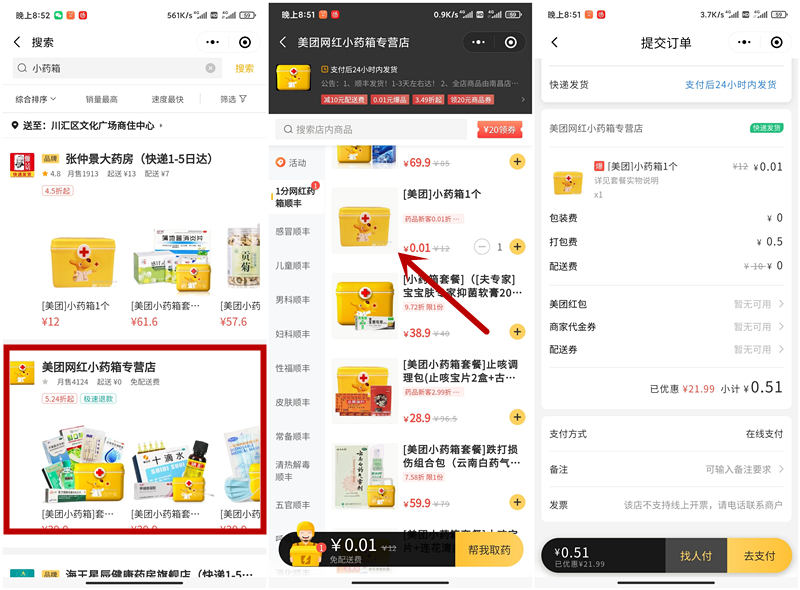 晚上8:52
561K/s
59
搜索
小药箱
搜索
综合排序
销量最高
速度最快
筛选
送至：川汇区文化广场商住中心
品牌
张仲景大药房（快递1-5日达）
4.8
月售1913
起送 ¥13
配送 ¥7
4.5折起
[美团]小药箱1个
¥12
[美团小药箱套···
¥61.6
[美团]小药
¥57.6
美团网红小药箱专营店
月售4124
起送 ¥0
免配送费
5.24折起
极速退款
[美团小药箱]套···
[美团小药箱套···
[美团小药
品牌
海王星辰健康药房旗舰店（快递1-5···
晚上8:51
0.9K/s
59
美团网红小药箱专营店
支付后24小时内发货
公告：1、顺丰发货！1-3天左右达！ 2、全店商品由南昌店···
减10元配送费
0.01元爆品
3.49折起
领20元商品券
搜索店内商品
¥20领券
活动
1分网红药箱顺丰
1
感冒顺丰
儿童顺丰
男科顺丰
妇科顺丰
性福顺丰
皮肤顺丰
常备顺丰
清热解毒
顺丰
五官顺丰
¥69.9 ¥85
[美团]小药箱1个
药品新客0.01折 ···
¥0.01 ¥12
1
[小药箱套餐]（[夫专家]
宝宝肤专家抑菌软膏20···
9.72折 限1份
¥38.9 ¥40
[美团小药箱套餐]止咳调
理包(止咳宝片2盒+古···
药品新客2.99折 ···
¥28.9 ¥96.5
[美团小药箱套餐]跌打损
伤组合包（云南白药气···
7.58折 限1份
¥59.9 ¥79
1
¥0.01 ¥12
免配送费
帮我取药
晚上8:51
3.7K/s
59
提交订单
快递发货
支付后24小时内发货
美团网红小药箱专营店
快递发货
爆
[美团]小药箱1个
¥12 ¥0.01
详见套餐实物说明
x1
包装费
¥ 0
打包费
¥ 0.5
配送费
¥ 10 ¥ 0
美团红包
暂无可用
商家代金券
暂无可用
配送券
暂无可用
已优惠 ¥21.99 小计 ¥0.51
支付方式
在线支付
备注
可输入备注要求
发票
该店不支持线上开票，请电话联系商户
¥0.51
已优惠¥21.99
找人付
去支付